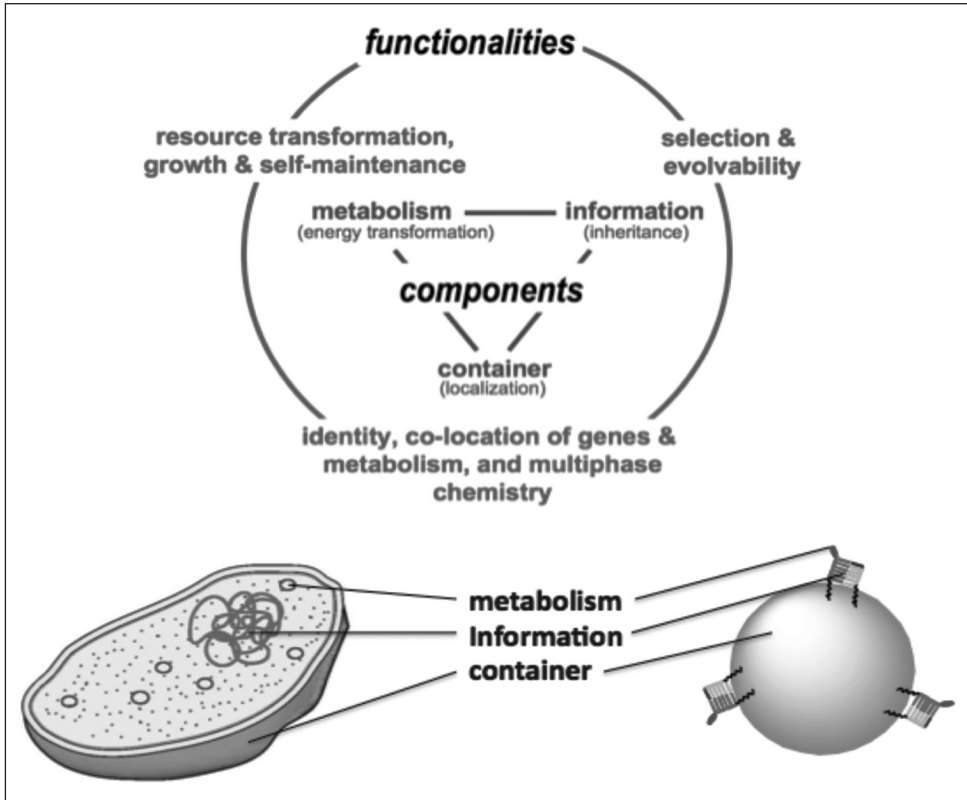 functionalities
resource transformation,
growth & self-maintenance
selection &
evolvability
metabolism
(energy transformation)
information
(inheritance)
components
container
(localization)
identity, co-location of genes &
metabolism, and multiphase
chemistry
metabolism
Information
container